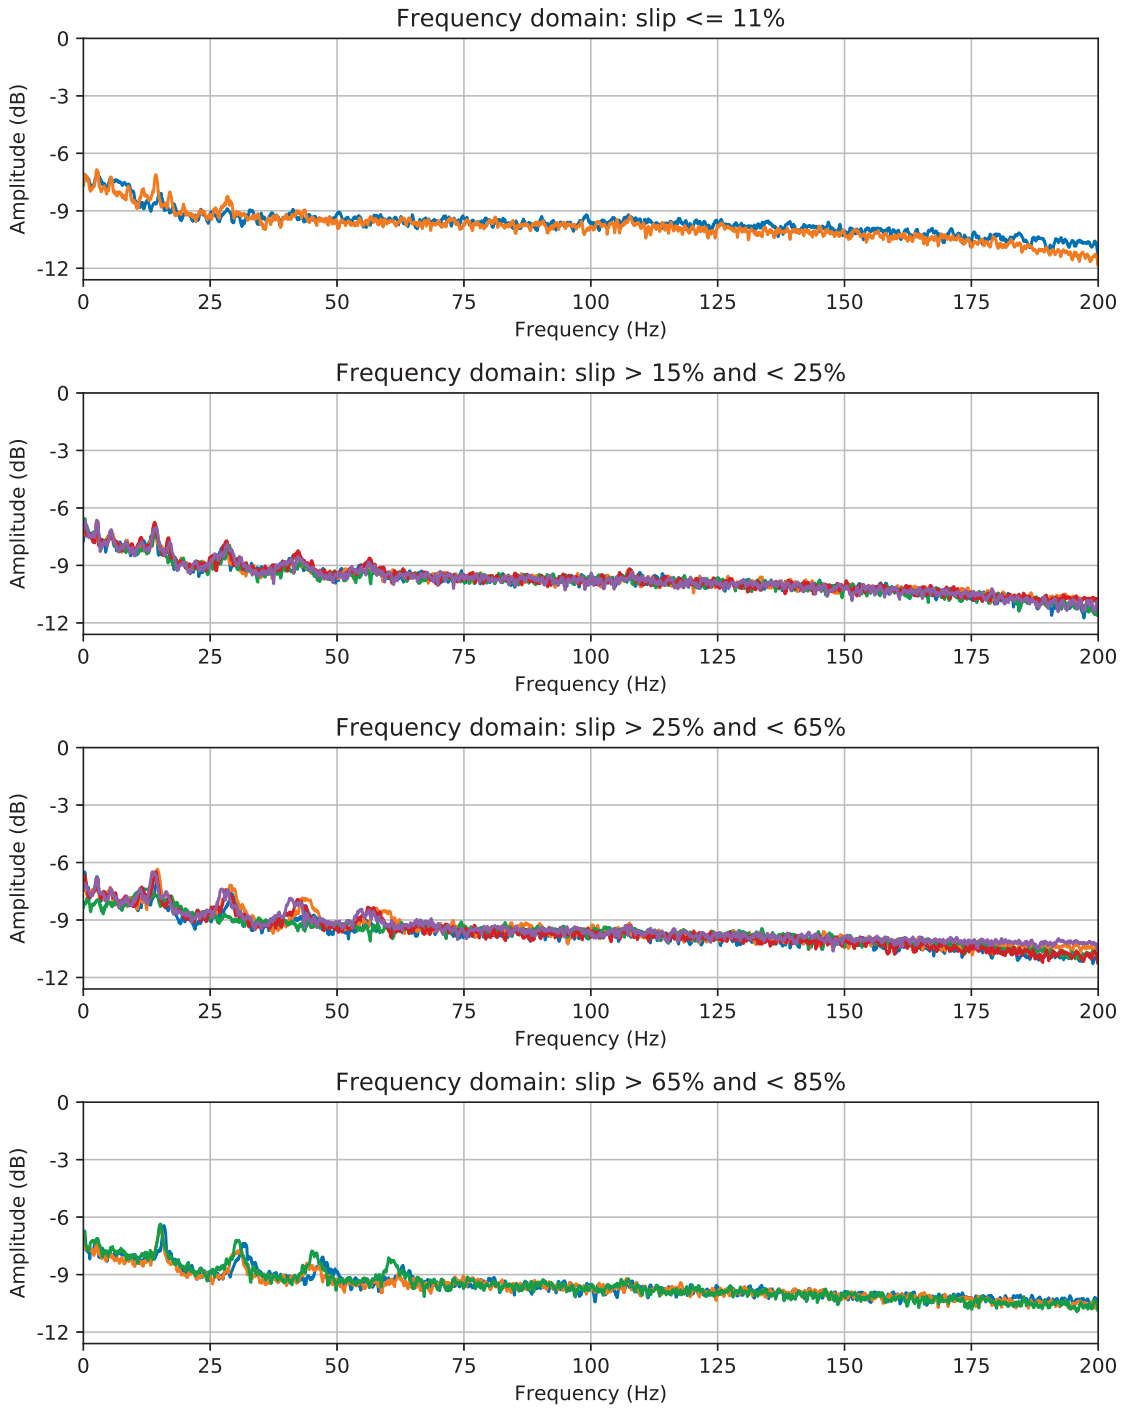 Frequency domain: slip <= 11%
0
-3
-6
-9
-12
Amplitude (dB)
0 25 50 75 100 125 150 175 200
Frequency (Hz)
Frequency domain: slip > 15% and < 25%
0
-3
-6
-9
-12
Amplitude (dB)
0 25 50 75 100 125 150 175 200
Frequency (Hz)
Frequency domain: slip > 25% and < 65%
0
-3
-6
-9
-12
Amplitude (dB)
0 25 50 75 100 125 150 175 200
Frequency (Hz)
Frequency domain: slip > 65% and < 85%
0
-3
-6
-9
-12
Amplitude (dB)
0 25 50 75 100 125 150 175 200
Frequency (Hz)